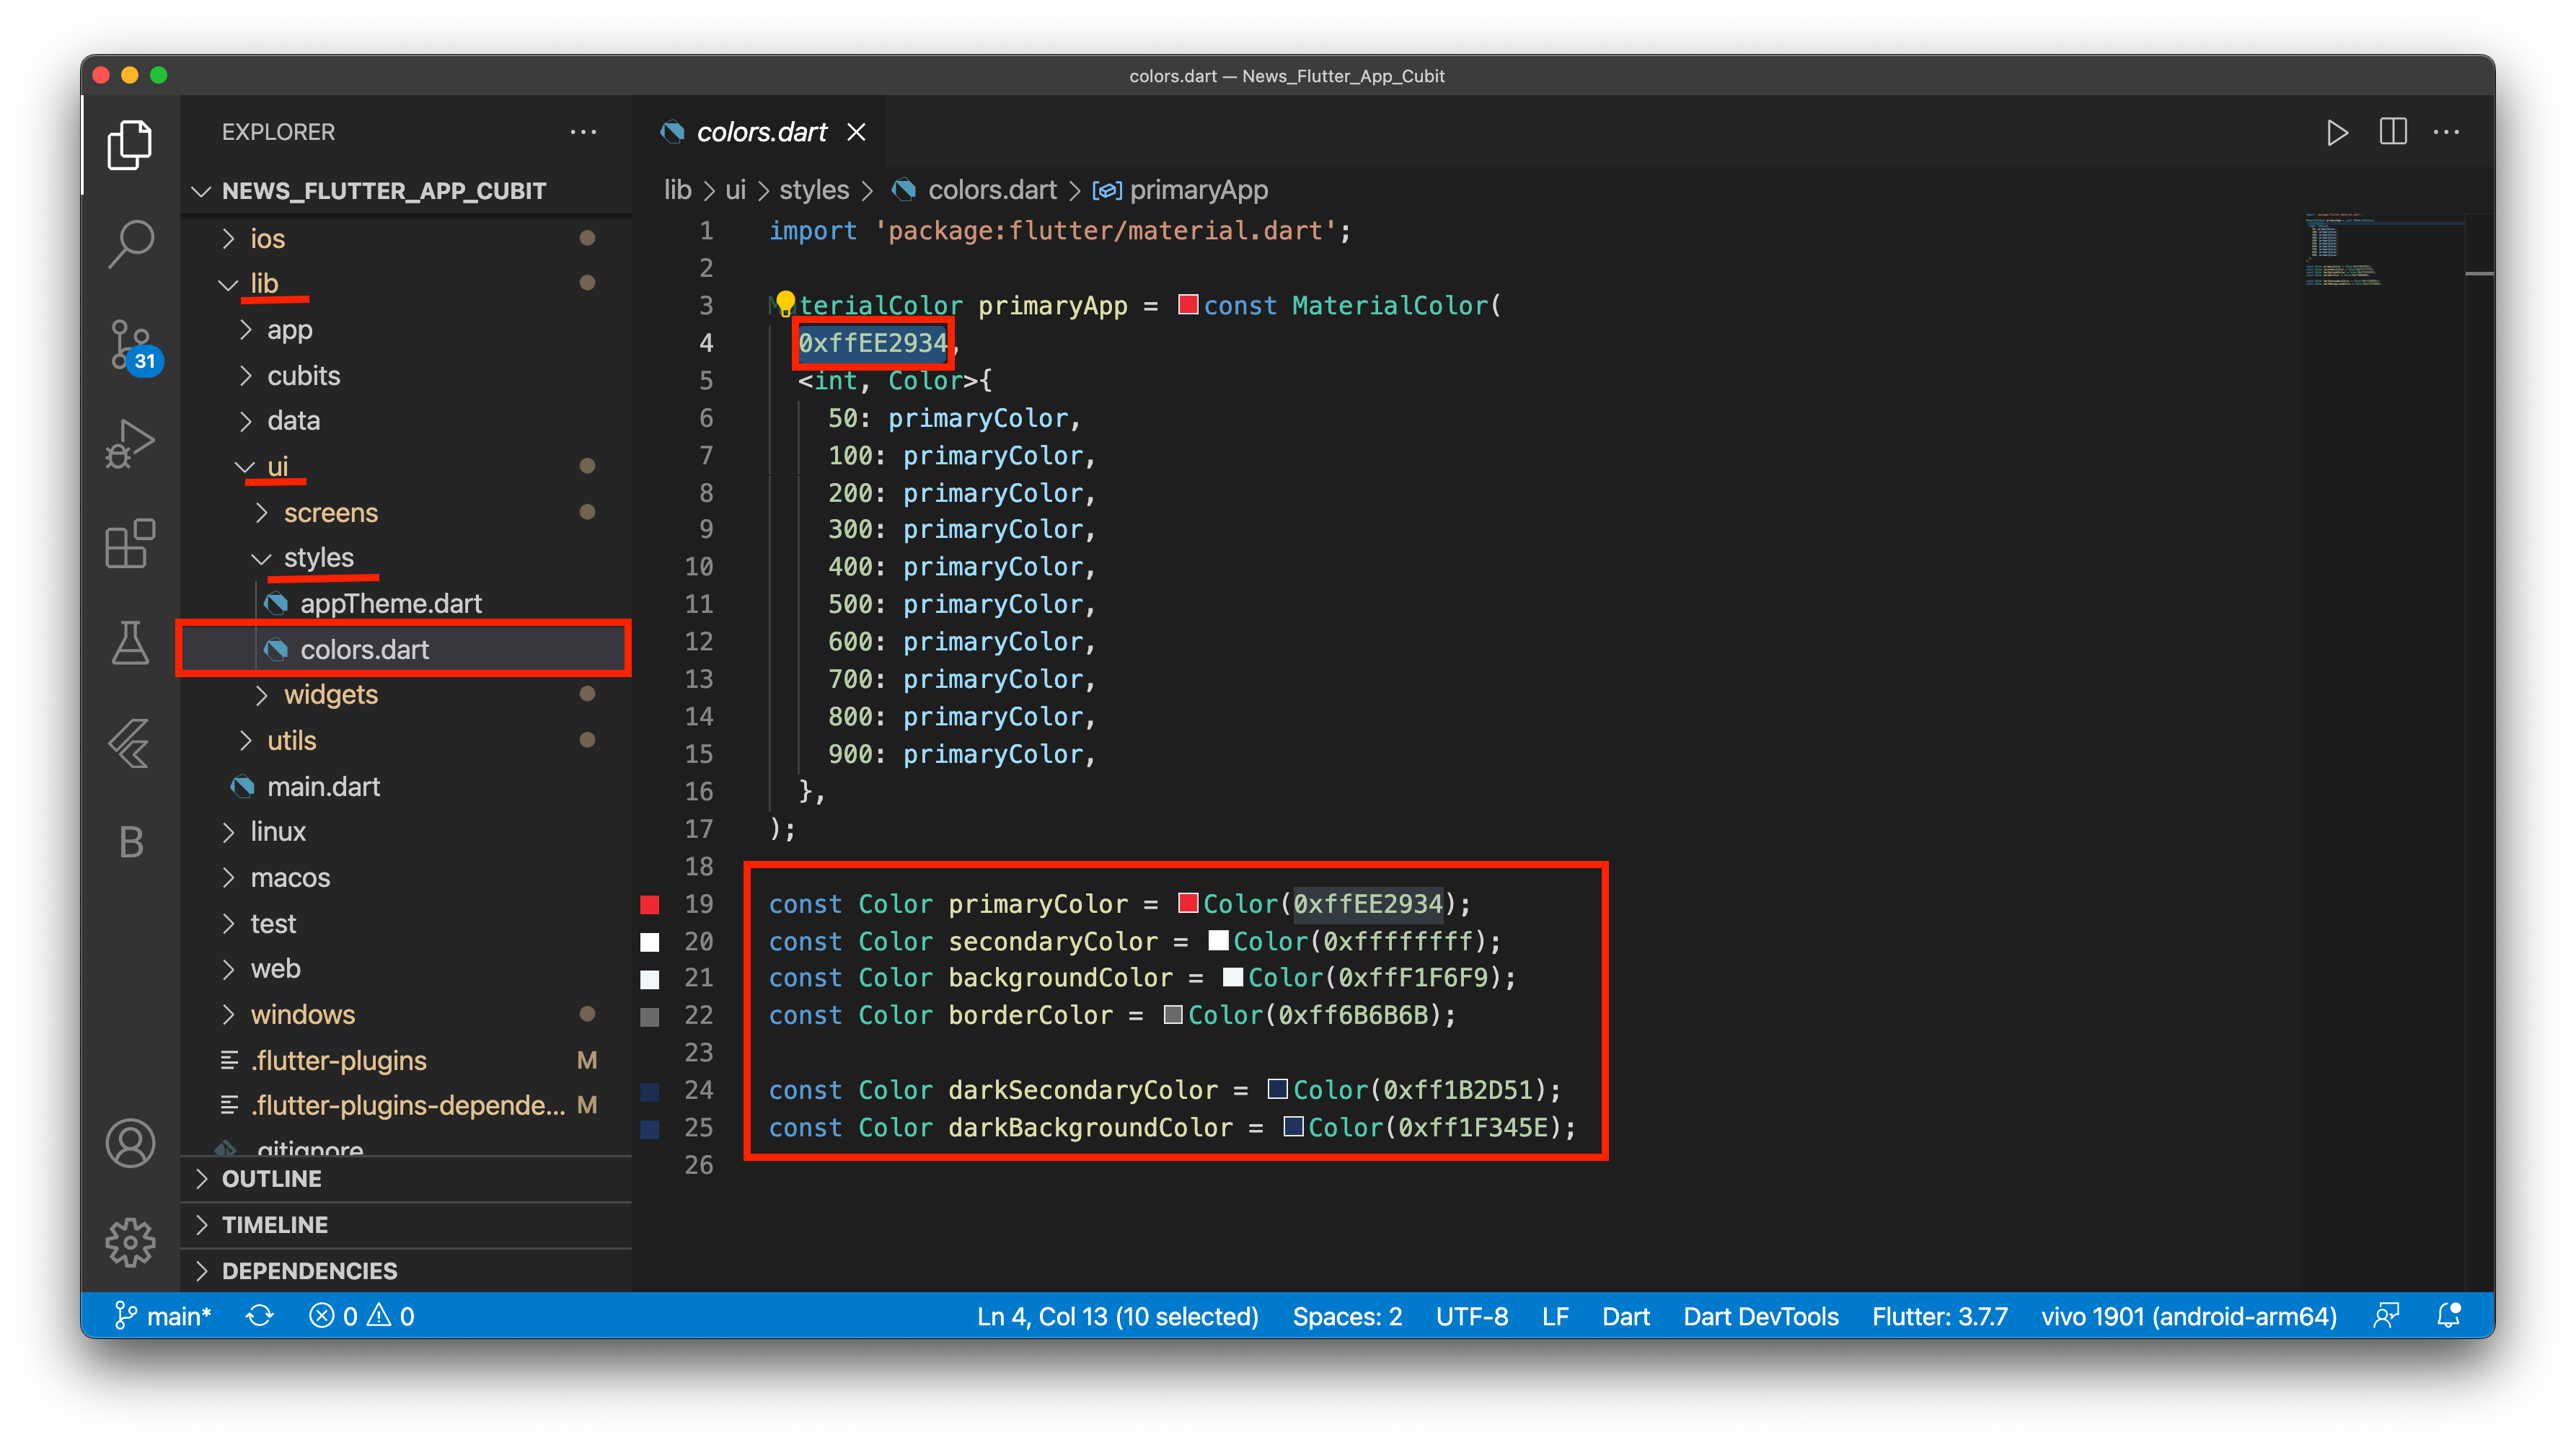 colors.dart — News_Flutter_App_Cubit
EXPLORER
NEWS_FLUTTER_APP_CUBIT
ios
lib
app
cubits
data
ui
screens
styles
appTheme.dart
colors.dart
widgets
utils
main.dart
linux
macos
test
web
windows
.flutter-plugins M
.flutter-plugins-depende... M
.gitignore
OUTLINE
TIMELINE
DEPENDENCIES
31
B
colors.dart
lib > ui > styles > colors.dart > primaryApp
1 import 'package:flutter/material.dart';
2
3 MaterialColor primaryApp = const MaterialColor(
4 0xffEE2934,
5 <int, Color>{
6 50: primaryColor,
7 100: primaryColor,
8 200: primaryColor,
9 300: primaryColor,
10 400: primaryColor,
11 500: primaryColor,
12 600: primaryColor,
13 700: primaryColor,
14 800: primaryColor,
15 900: primaryColor,
16 },
17 );
18
19 const Color primaryColor = Color(0xffEE2934);
20 const Color secondaryColor = Color(0xffffffff);
21 const Color backgroundColor = Color(0xffF1F6F9);
22 const Color borderColor = Color(0xff6B6B6B);
23
24 const Color darkSecondaryColor = Color(0xff1B2D51);
25 const Color darkBackgroundColor = Color(0xff1F345E);
26
main* 0 0 Ln 4, Col 13 (10 selected) Spaces: 2 UTF-8 LF Dart Dart DevTools Flutter: 3.7.7 vivo 1901 (android-arm64)